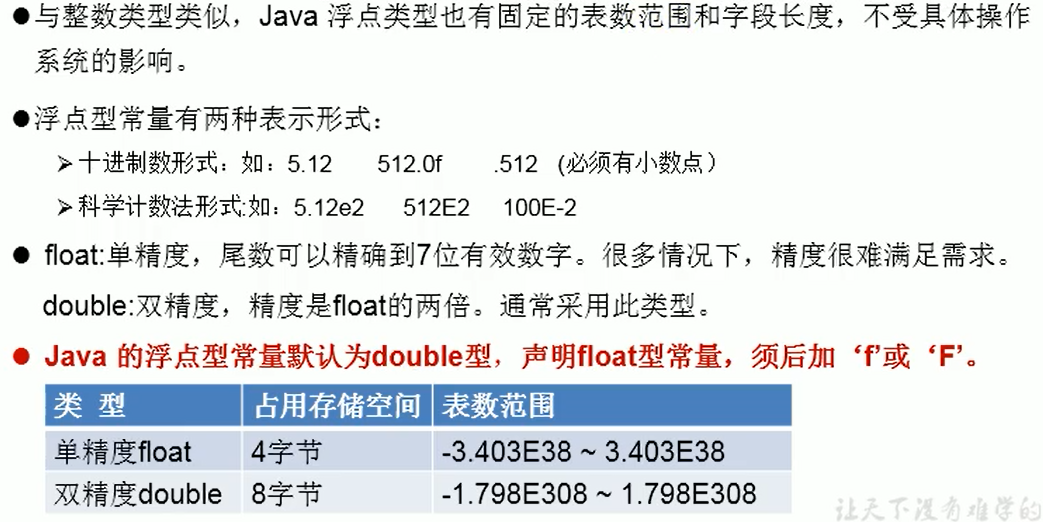 ●与整数类型类似，Java 浮点类型也有固定的表数范围和字段长度，不受具体操作
系统的影响。
●浮点型常量有两种表示形式：
➢十进制数形式：如：5.12 512.0f .512 (必须有小数点）
➢科学计数法形式:如：5.12e2 512E2 100E-2
● float:单精度，尾数可以精确到7位有效数字。很多情况下，精度很难满足需求。
double:双精度，精度是float的两倍。通常采用此类型。
● Java 的浮点型常量默认为double型，声明float型常量，须后加‘f’或‘F’。
类 型 占用存储空间 表数范围
单精度float 4字节 -3.403E38 ~ 3.403E38
双精度double 8字节 -1.798E308 ~ 1.798E308
让天下没有难学的